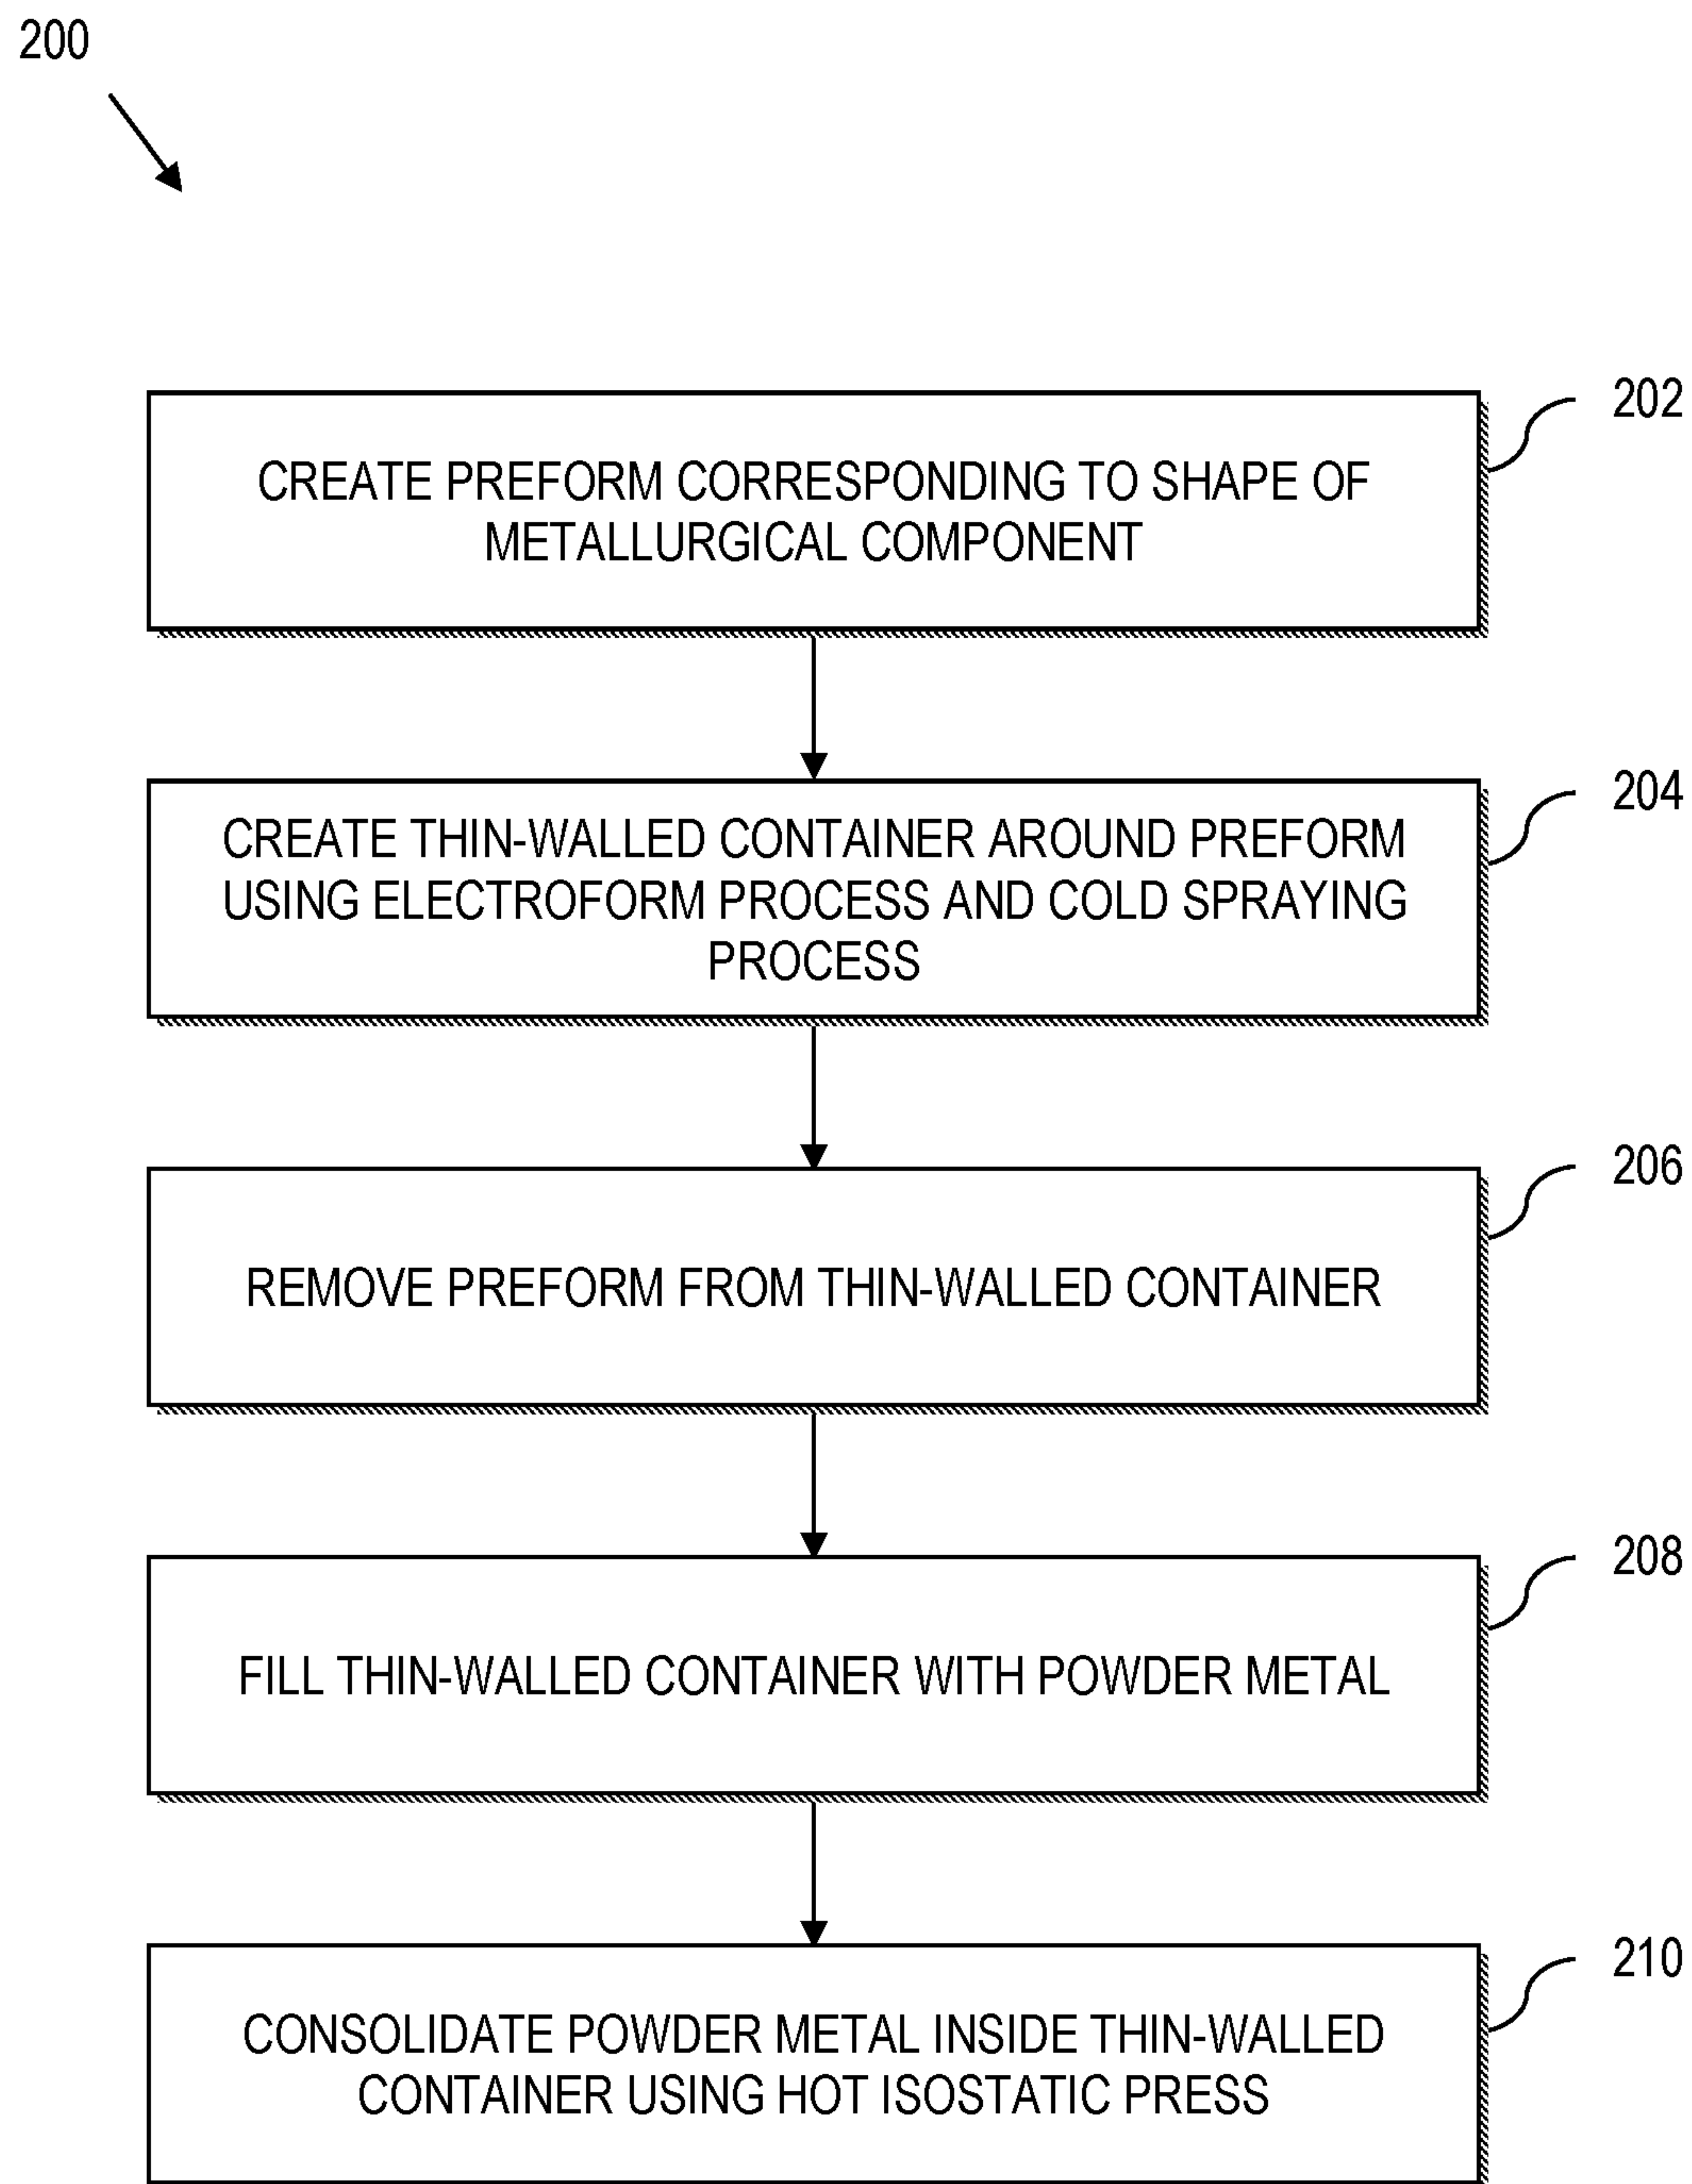 200
202
CREATE PREFORM CORRESPONDING TO SHAPE OF
METALLURGICAL COMPONENT
204
CREATE THIN-WALLED CONTAINER AROUND PREFORM
USING ELECTROFORM PROCESS AND COLD SPRAYING
PROCESS
206
REMOVE PREFORM FROM THIN-WALLED CONTAINER
208
FILL THIN-WALLED CONTAINER WITH POWDER METAL
210
CONSOLIDATE POWDER METAL INSIDE THIN-WALLED
CONTAINER USING HOT ISOSTATIC PRESS